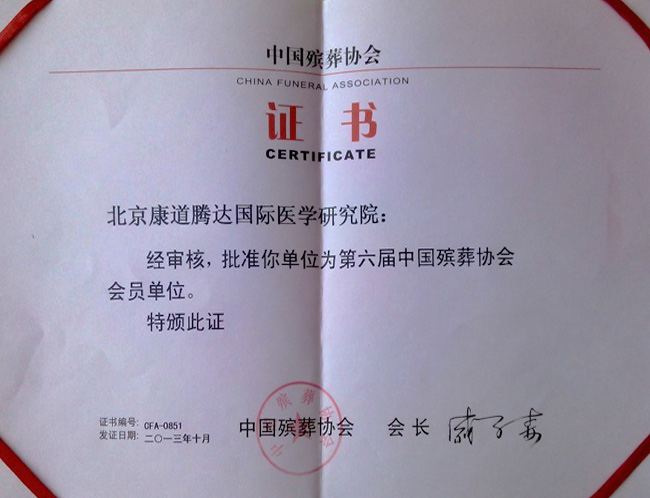 中国殡葬协会
CHINA FUNERAL ASSOCIATION
证书
CERTIFICATE
北京康道腾达国际医学研究院：
经审核，批准你单位为第六届中国殡葬协会
会员单位。
特颁此证
证书编号: CFA-0851
发证日期: 二〇一三年十月
中国殡葬协会 会长